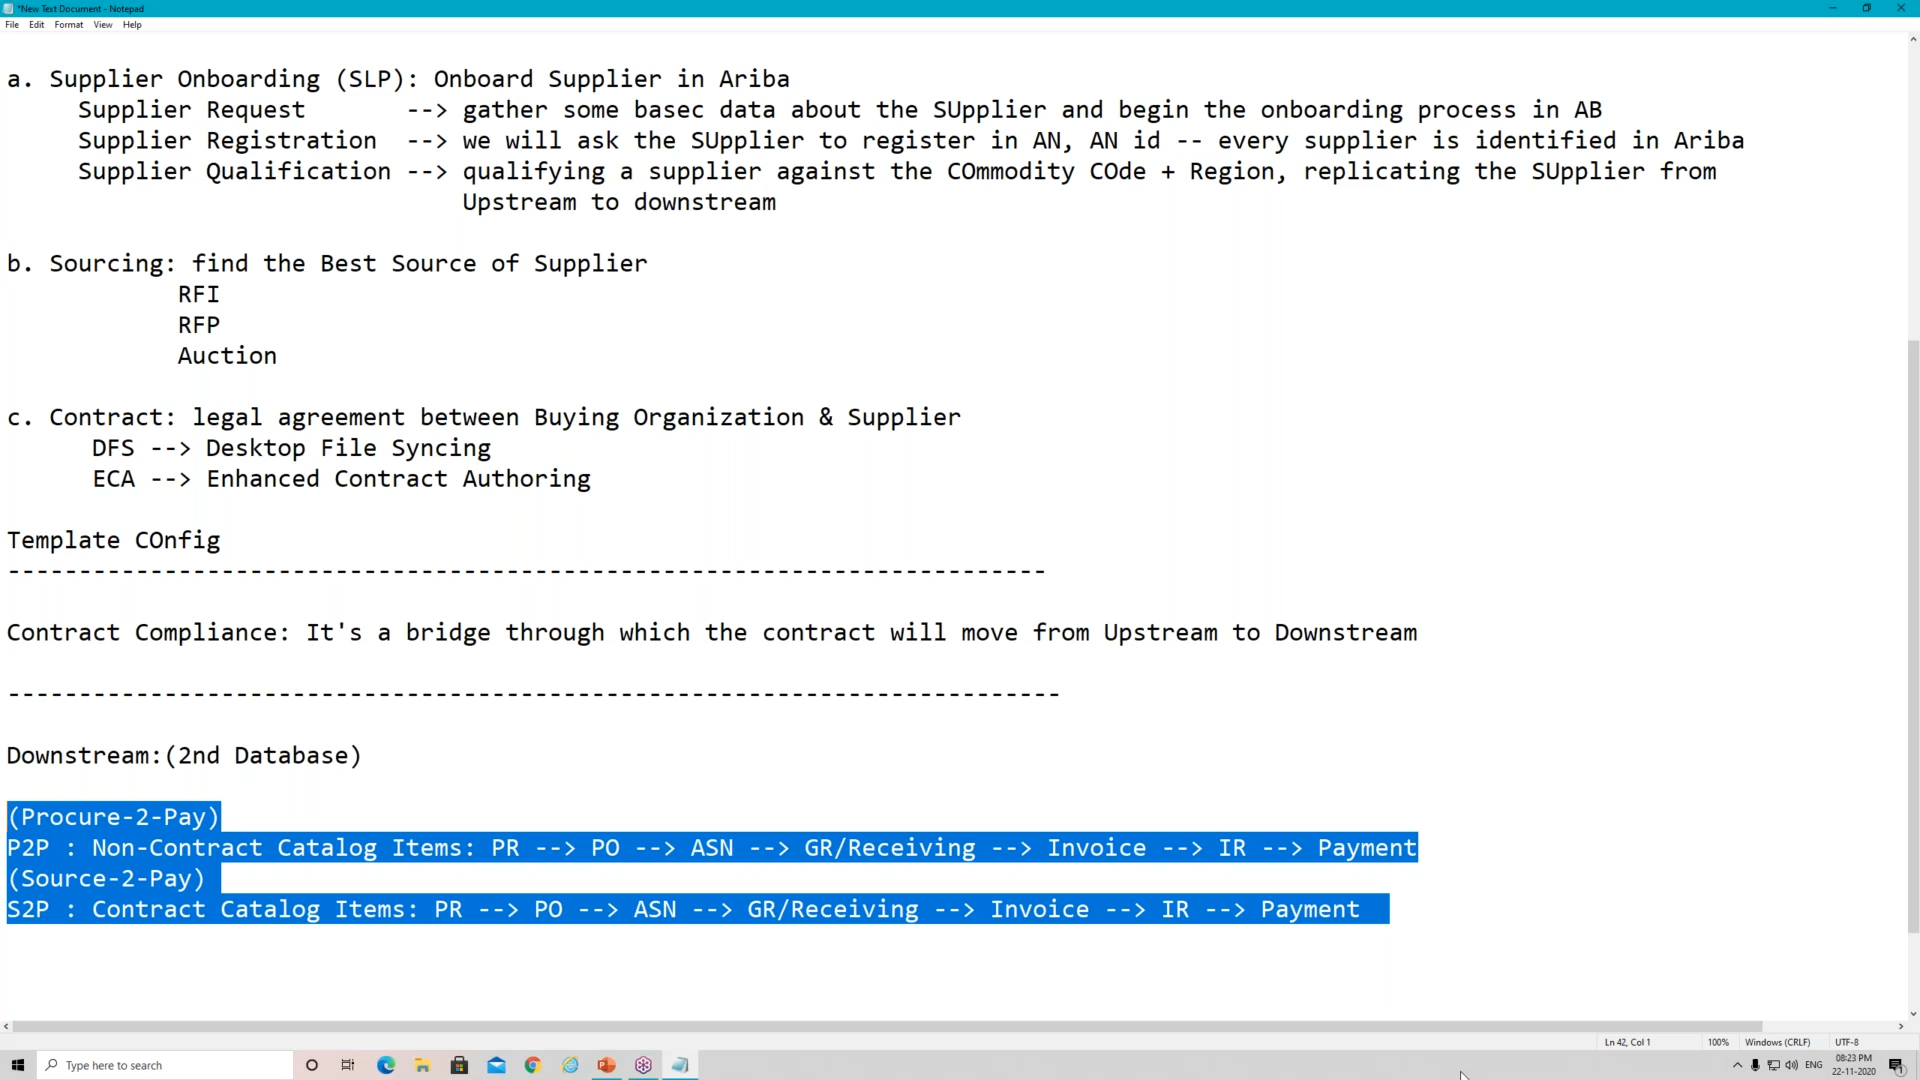 *New Text Document - Notepad
File Edit Format View Help
a. Supplier Onboarding (SLP): Onboard Supplier in Ariba
Supplier Request --> gather some basec data about the SUpplier and begin the onboarding process in AB
Supplier Registration --> we will ask the SUpplier to register in AN, AN id -- every supplier is identified in Ariba
Supplier Qualification --> qualifying a supplier against the COmmodity COde + Region, replicating the SUpplier from
Upstream to downstream
b. Sourcing: find the Best Source of Supplier
RFI
RFP
Auction
c. Contract: legal agreement between Buying Organization & Supplier
DFS --> Desktop File Syncing
ECA --> Enhanced Contract Authoring
Template COnfig
-------------------------------------------------------------------------
Contract Compliance: It's a bridge through which the contract will move from Upstream to Downstream
--------------------------------------------------------------------------
Downstream:(2nd Database)
(Procure-2-Pay)
P2P : Non-Contract Catalog Items: PR --> PO --> ASN --> GR/Receiving --> Invoice --> IR --> Payment
(Source-2-Pay)
S2P : Contract Catalog Items: PR --> PO --> ASN --> GR/Receiving --> Invoice --> IR --> Payment
Ln 42, Col 1 100% Windows (CRLF) UTF-8
Type here to search
ENG
08:23 PM
22-11-2020